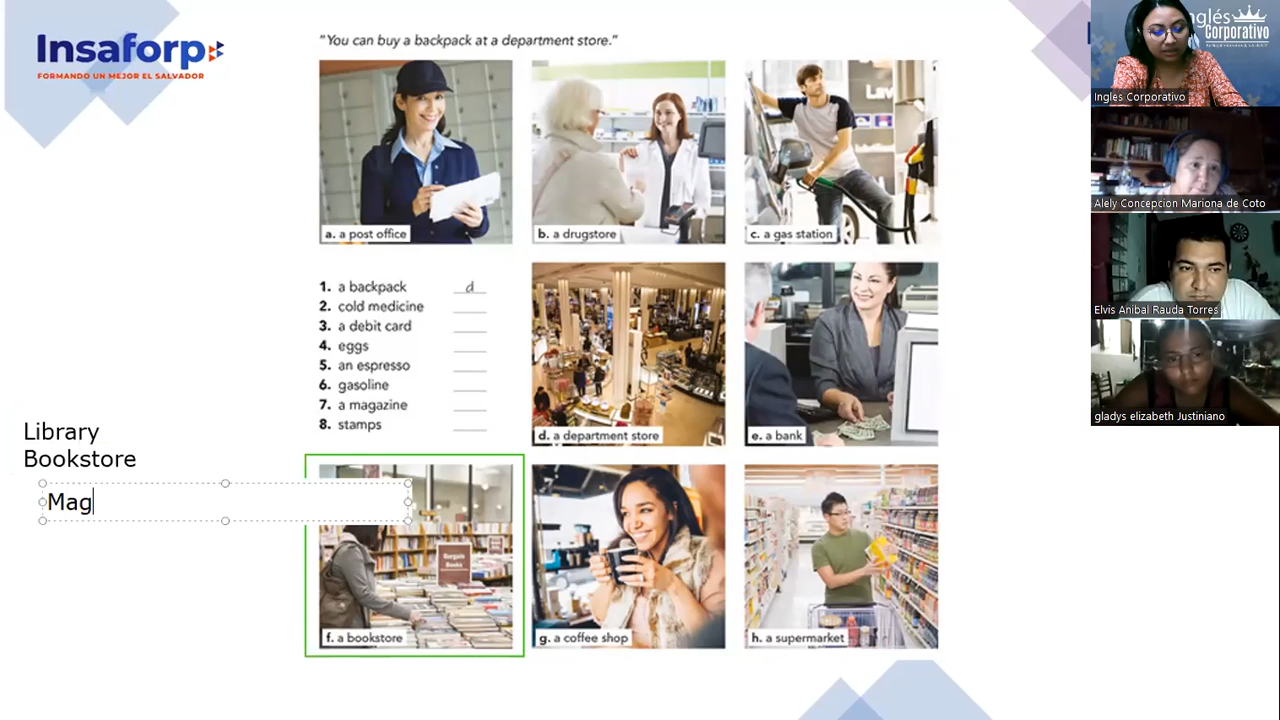 Insaforp
FORMANDO UN MEJOR EL SALVADOR
"You can buy a backpack at a department store."
a. a post office
b. a drugstore
c. a gas station
1. a backpack d
2. cold medicine
3. a debit card
4. eggs
5. an espresso
6. gasoline
7. a magazine
8. stamps
d. a department store
e. a bank
Library
Bookstore
Mag
Bargain
Books
f. a bookstore
g. a coffee shop
h. a supermarket
Inglés
Corporativo
Inglés Corporativo
Alely Concepcion Mariona de Coto
Elvis Anibal Rauda Torres
gladys elizabeth Justiniano